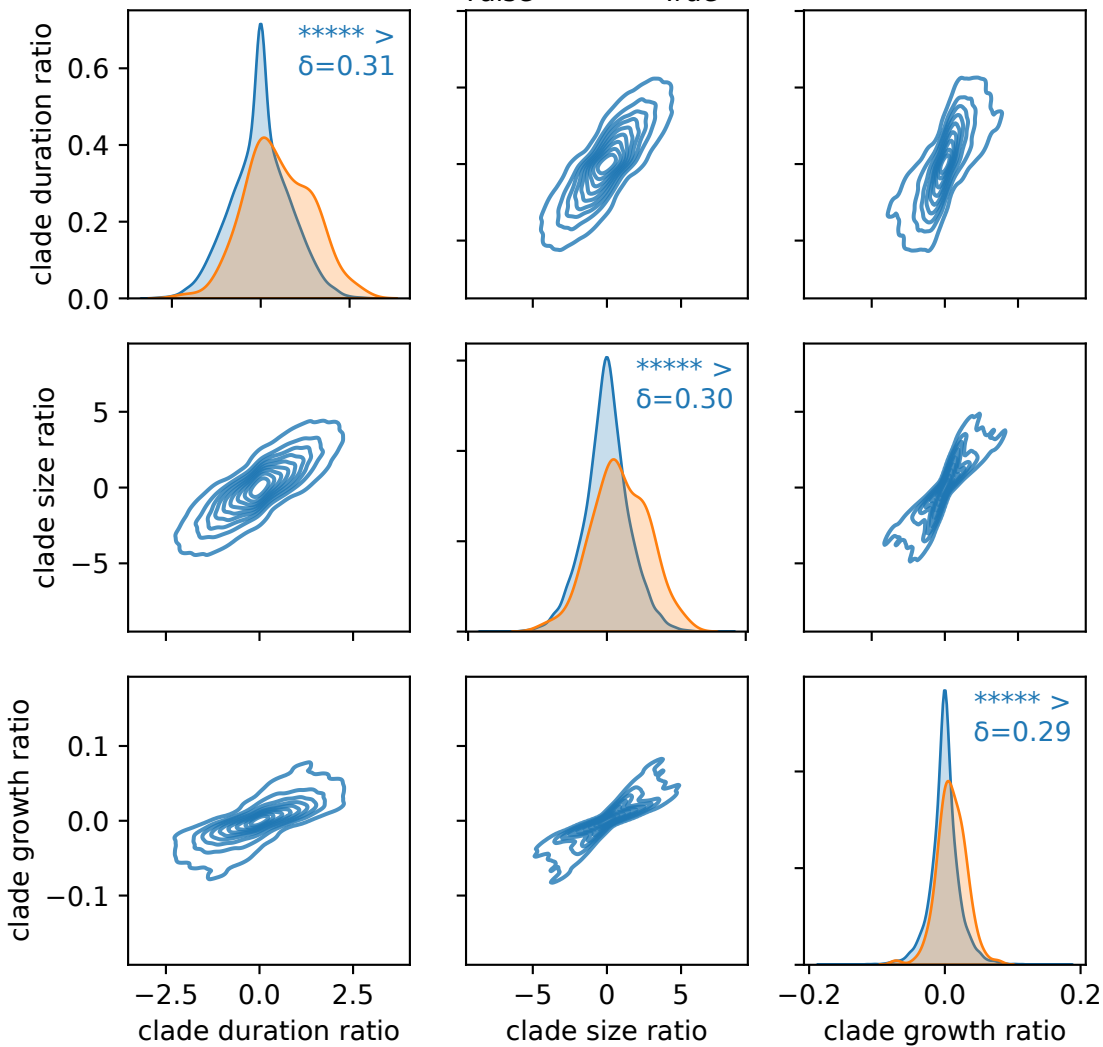 ***** >
δ=0.31
clade duration ratio
0.6
0.4
0.2
0.0
−5
0
5
***** >
δ=0.30
clade size ratio
5
0
−5
***** >
δ=0.29
clade growth ratio
0.1
0.0
−0.1
−2.5
0.0
2.5
−0.2
0.0
0.2
clade duration ratio
clade size ratio
clade growth ratio